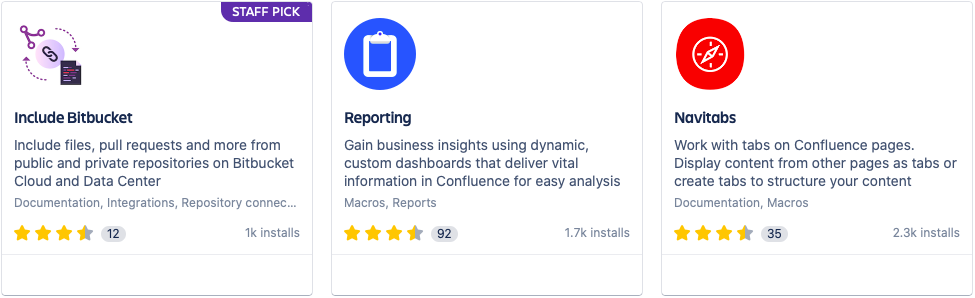 STAFF PICK
Include Bitbucket
Include files, pull requests and more from
public and private repositories on Bitbucket
Cloud and Data Center
Documentation, Integrations, Repository connec...
12
1k installs
Reporting
Gain business insights using dynamic,
custom dashboards that deliver vital
information in Confluence for easy analysis
Macros, Reports
92
1.7k installs
Navitabs
Work with tabs on Confluence pages.
Display content from other pages as tabs or
create tabs to structure your content
Documentation, Macros
35
2.3k installs